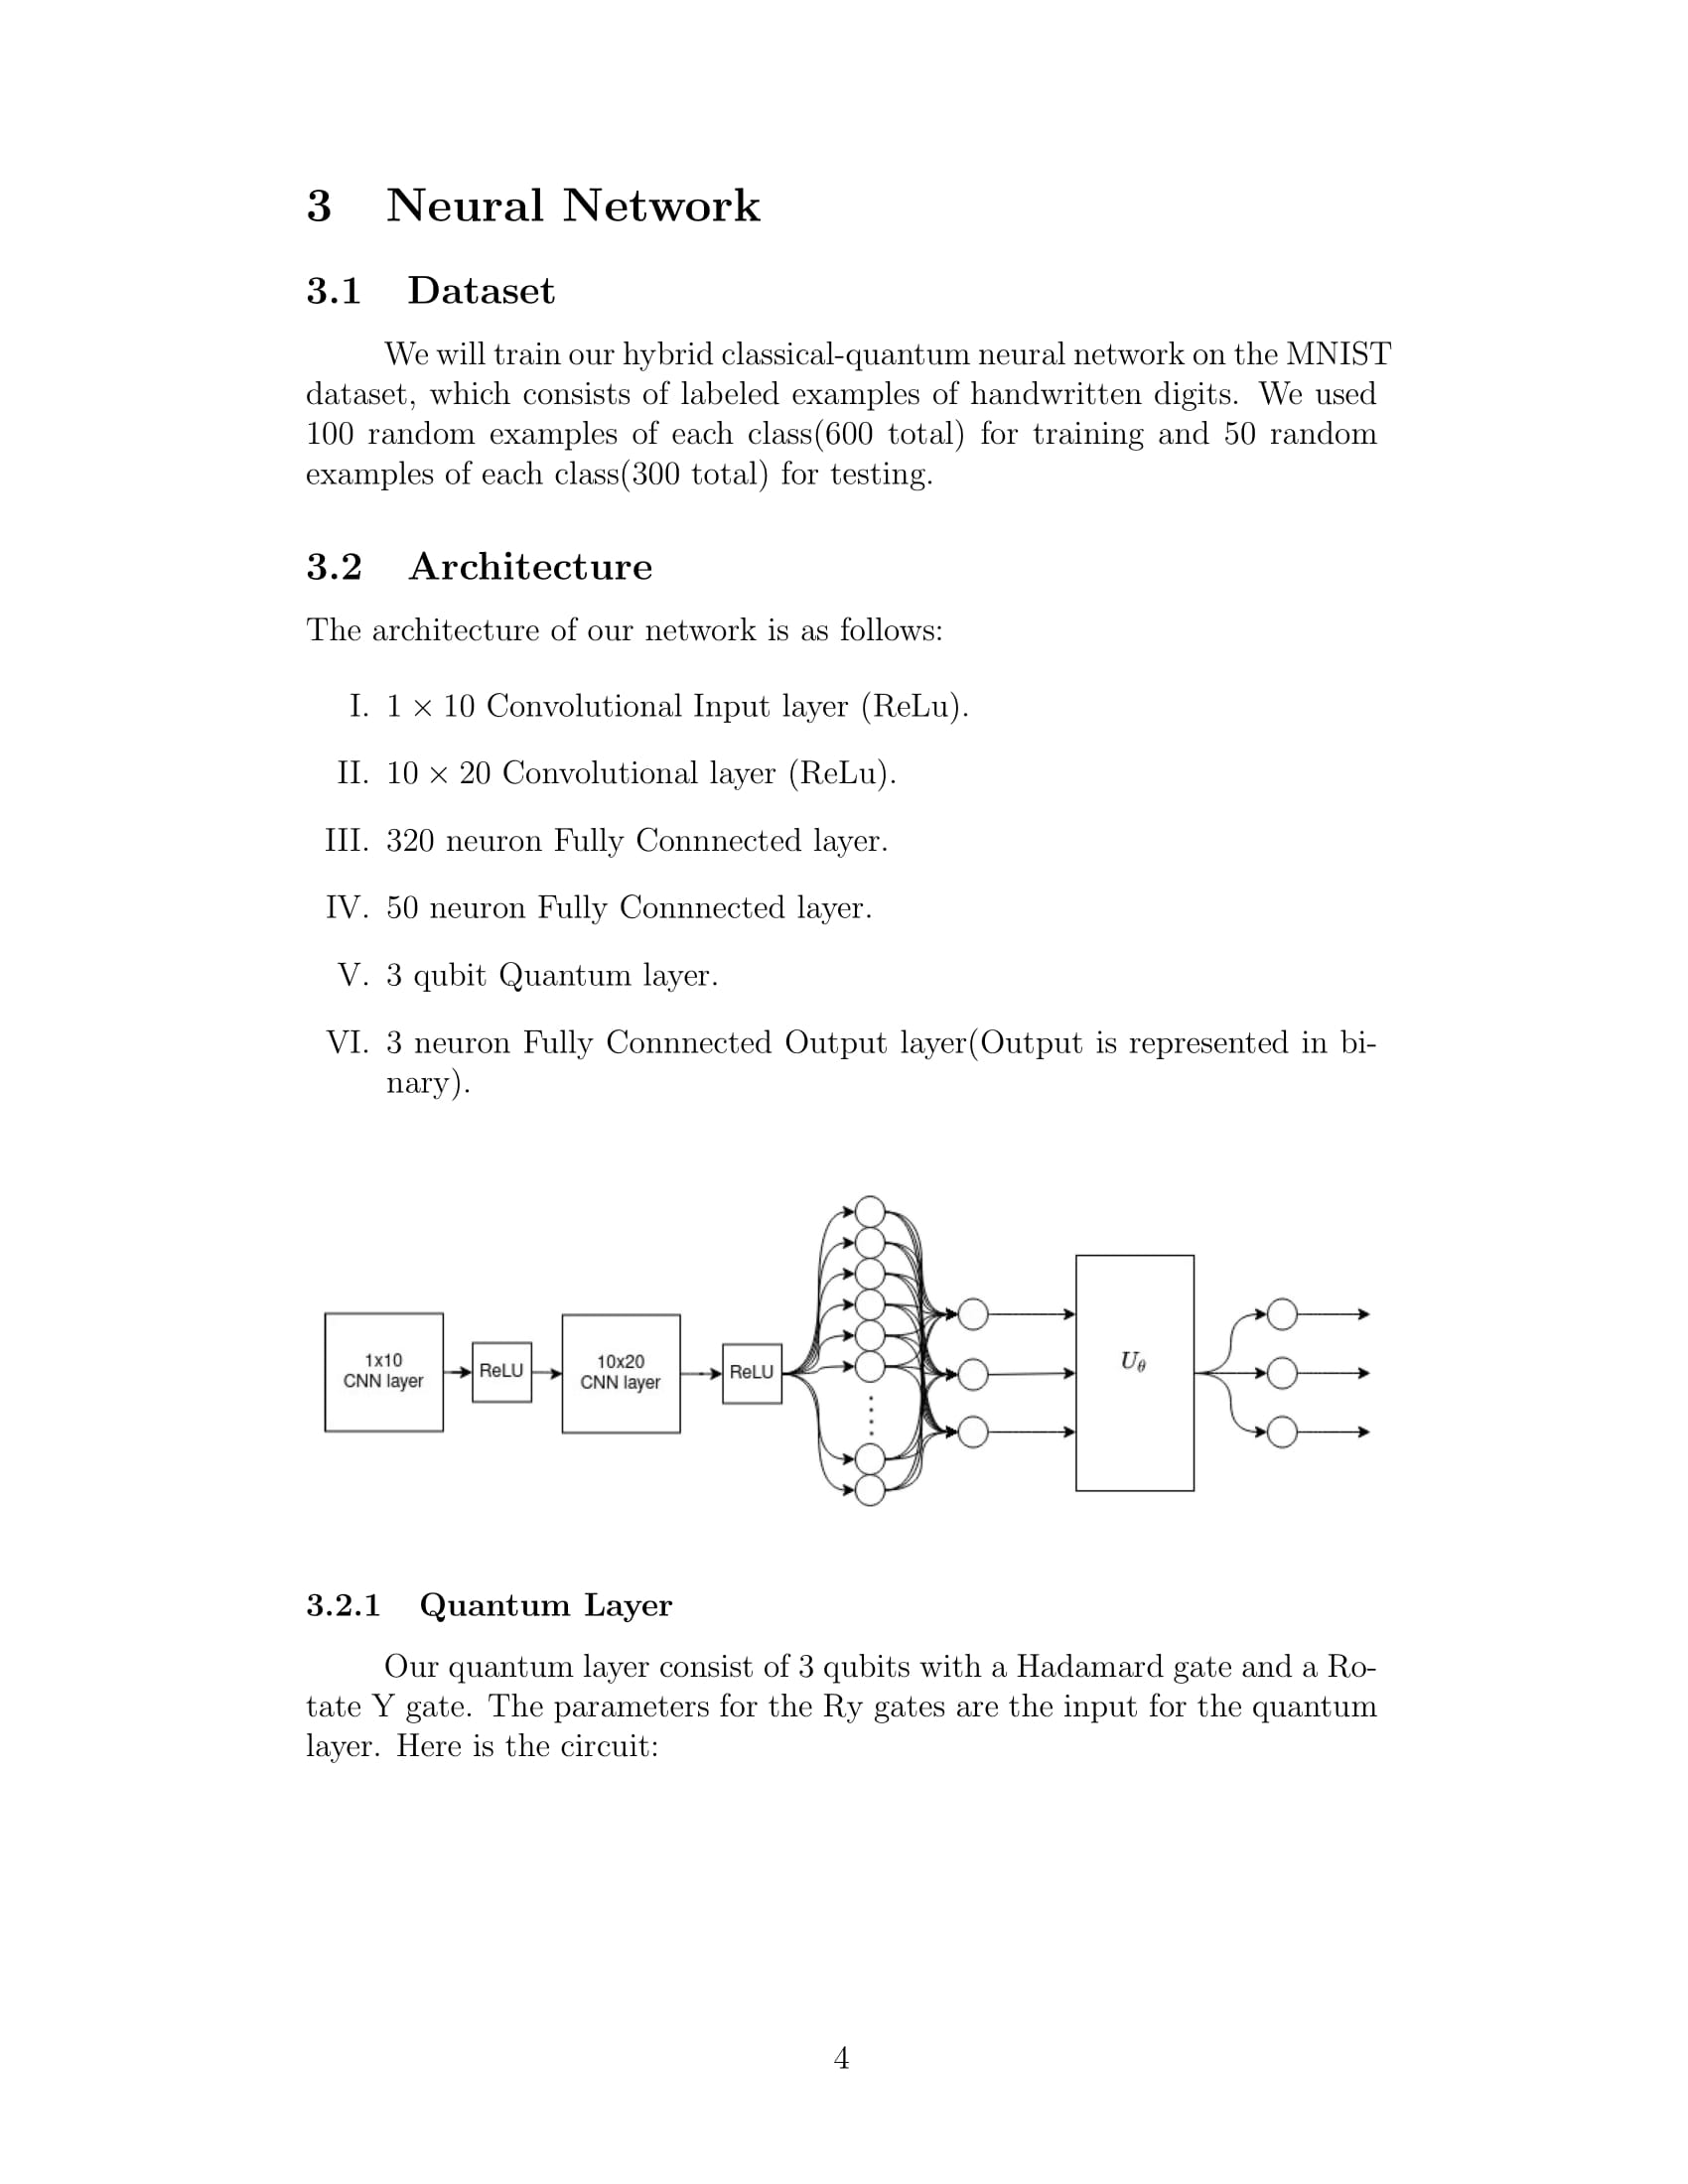 3 Neural Network
3.1 Dataset
We will train our hybrid classical-quantum neural network on the MNIST
dataset, which consists of labeled examples of handwritten digits. We used
100 random examples of each class(600 total) for training and 50 random
examples of each class(300 total) for testing.
3.2 Architecture
The architecture of our network is as follows:
I. 1 × 10 Convolutional Input layer (ReLu).
II. 10 × 20 Convolutional layer (ReLu).
III. 320 neuron Fully Connnected layer.
IV. 50 neuron Fully Connnected layer.
V. 3 qubit Quantum layer.
VI. 3 neuron Fully Connnected Output layer(Output is represented in bi-
nary).
1x10
CNN layer
ReLU
10x20
CNN layer
ReLU
U_θ
3.2.1 Quantum Layer
Our quantum layer consist of 3 qubits with a Hadamard gate and a Ro-
tate Y gate. The parameters for the Ry gates are the input for the quantum
layer. Here is the circuit:
4